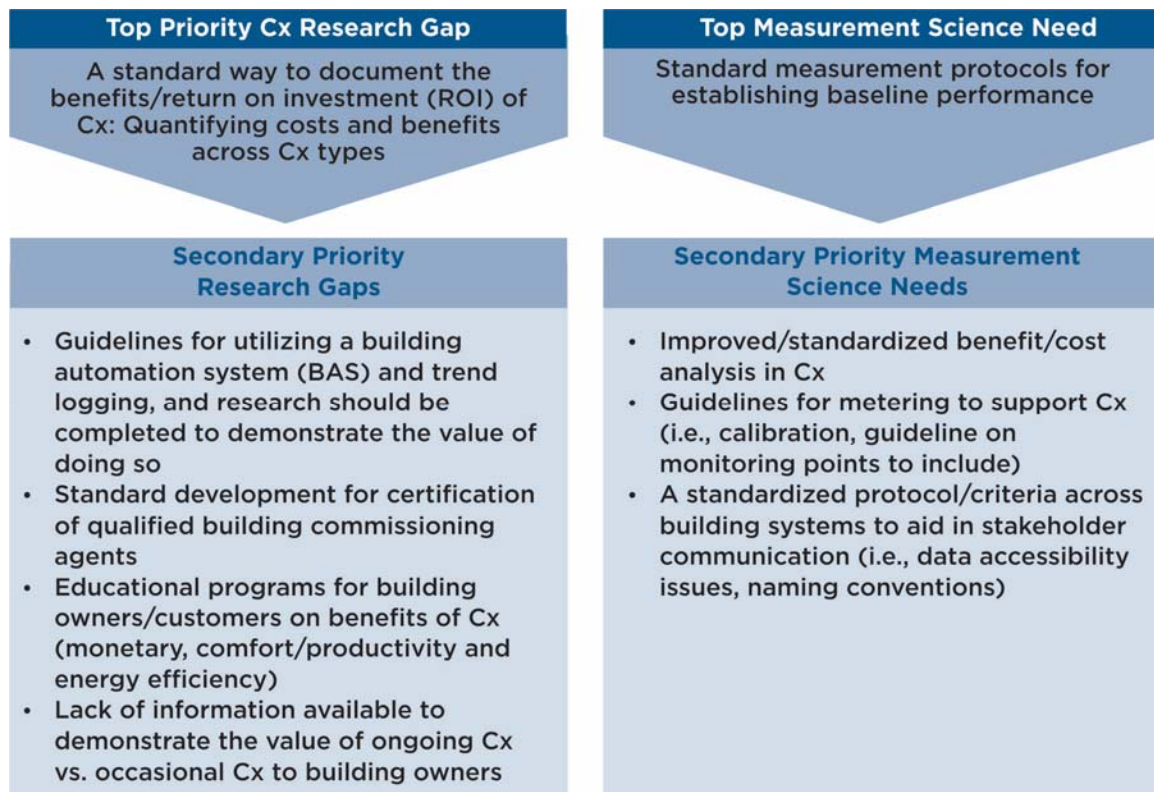 Top Priority Cx Research Gap
A standard way to document the
benefits/return on investment (ROI) of
Cx: Quantifying costs and benefits
across Cx types
Secondary Priority
Research Gaps
• Guidelines for utilizing a building
automation system (BAS) and trend
logging, and research should be
completed to demonstrate the value of
doing so
• Standard development for certification
of qualified building commissioning
agents
• Educational programs for building
owners/customers on benefits of Cx
(monetary, comfort/productivity and
energy efficiency)
• Lack of information available to
demonstrate the value of ongoing Cx
vs. occasional Cx to building owners
Top Measurement Science Need
Standard measurement protocols for
establishing baseline performance
Secondary Priority Measurement
Science Needs
• Improved/standardized benefit/cost
analysis in Cx
• Guidelines for metering to support Cx
(i.e., calibration, guideline on
monitoring points to include)
• A standardized protocol/criteria across
building systems to aid in stakeholder
communication (i.e., data accessibility
issues, naming conventions)